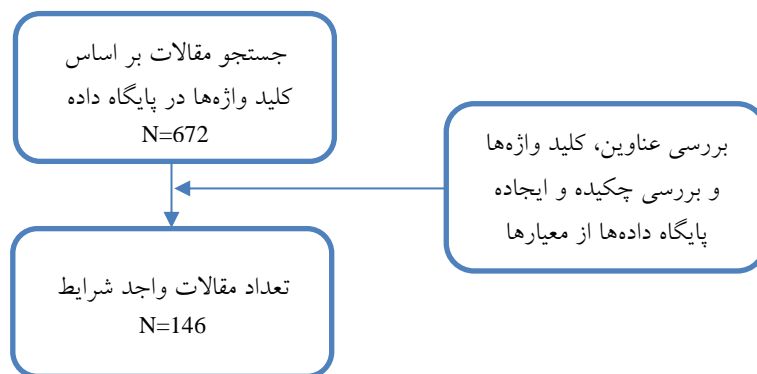 جستجو مقالات بر اساس
کلید واژه‌ها در پایگاه داده
N=672
بررسی عناوین، کلید واژه‌ها
و بررسی چکیده و ایجاده
پایگاه داده‌ها از معیارها
تعداد مقالات واجد شرایط
N=146